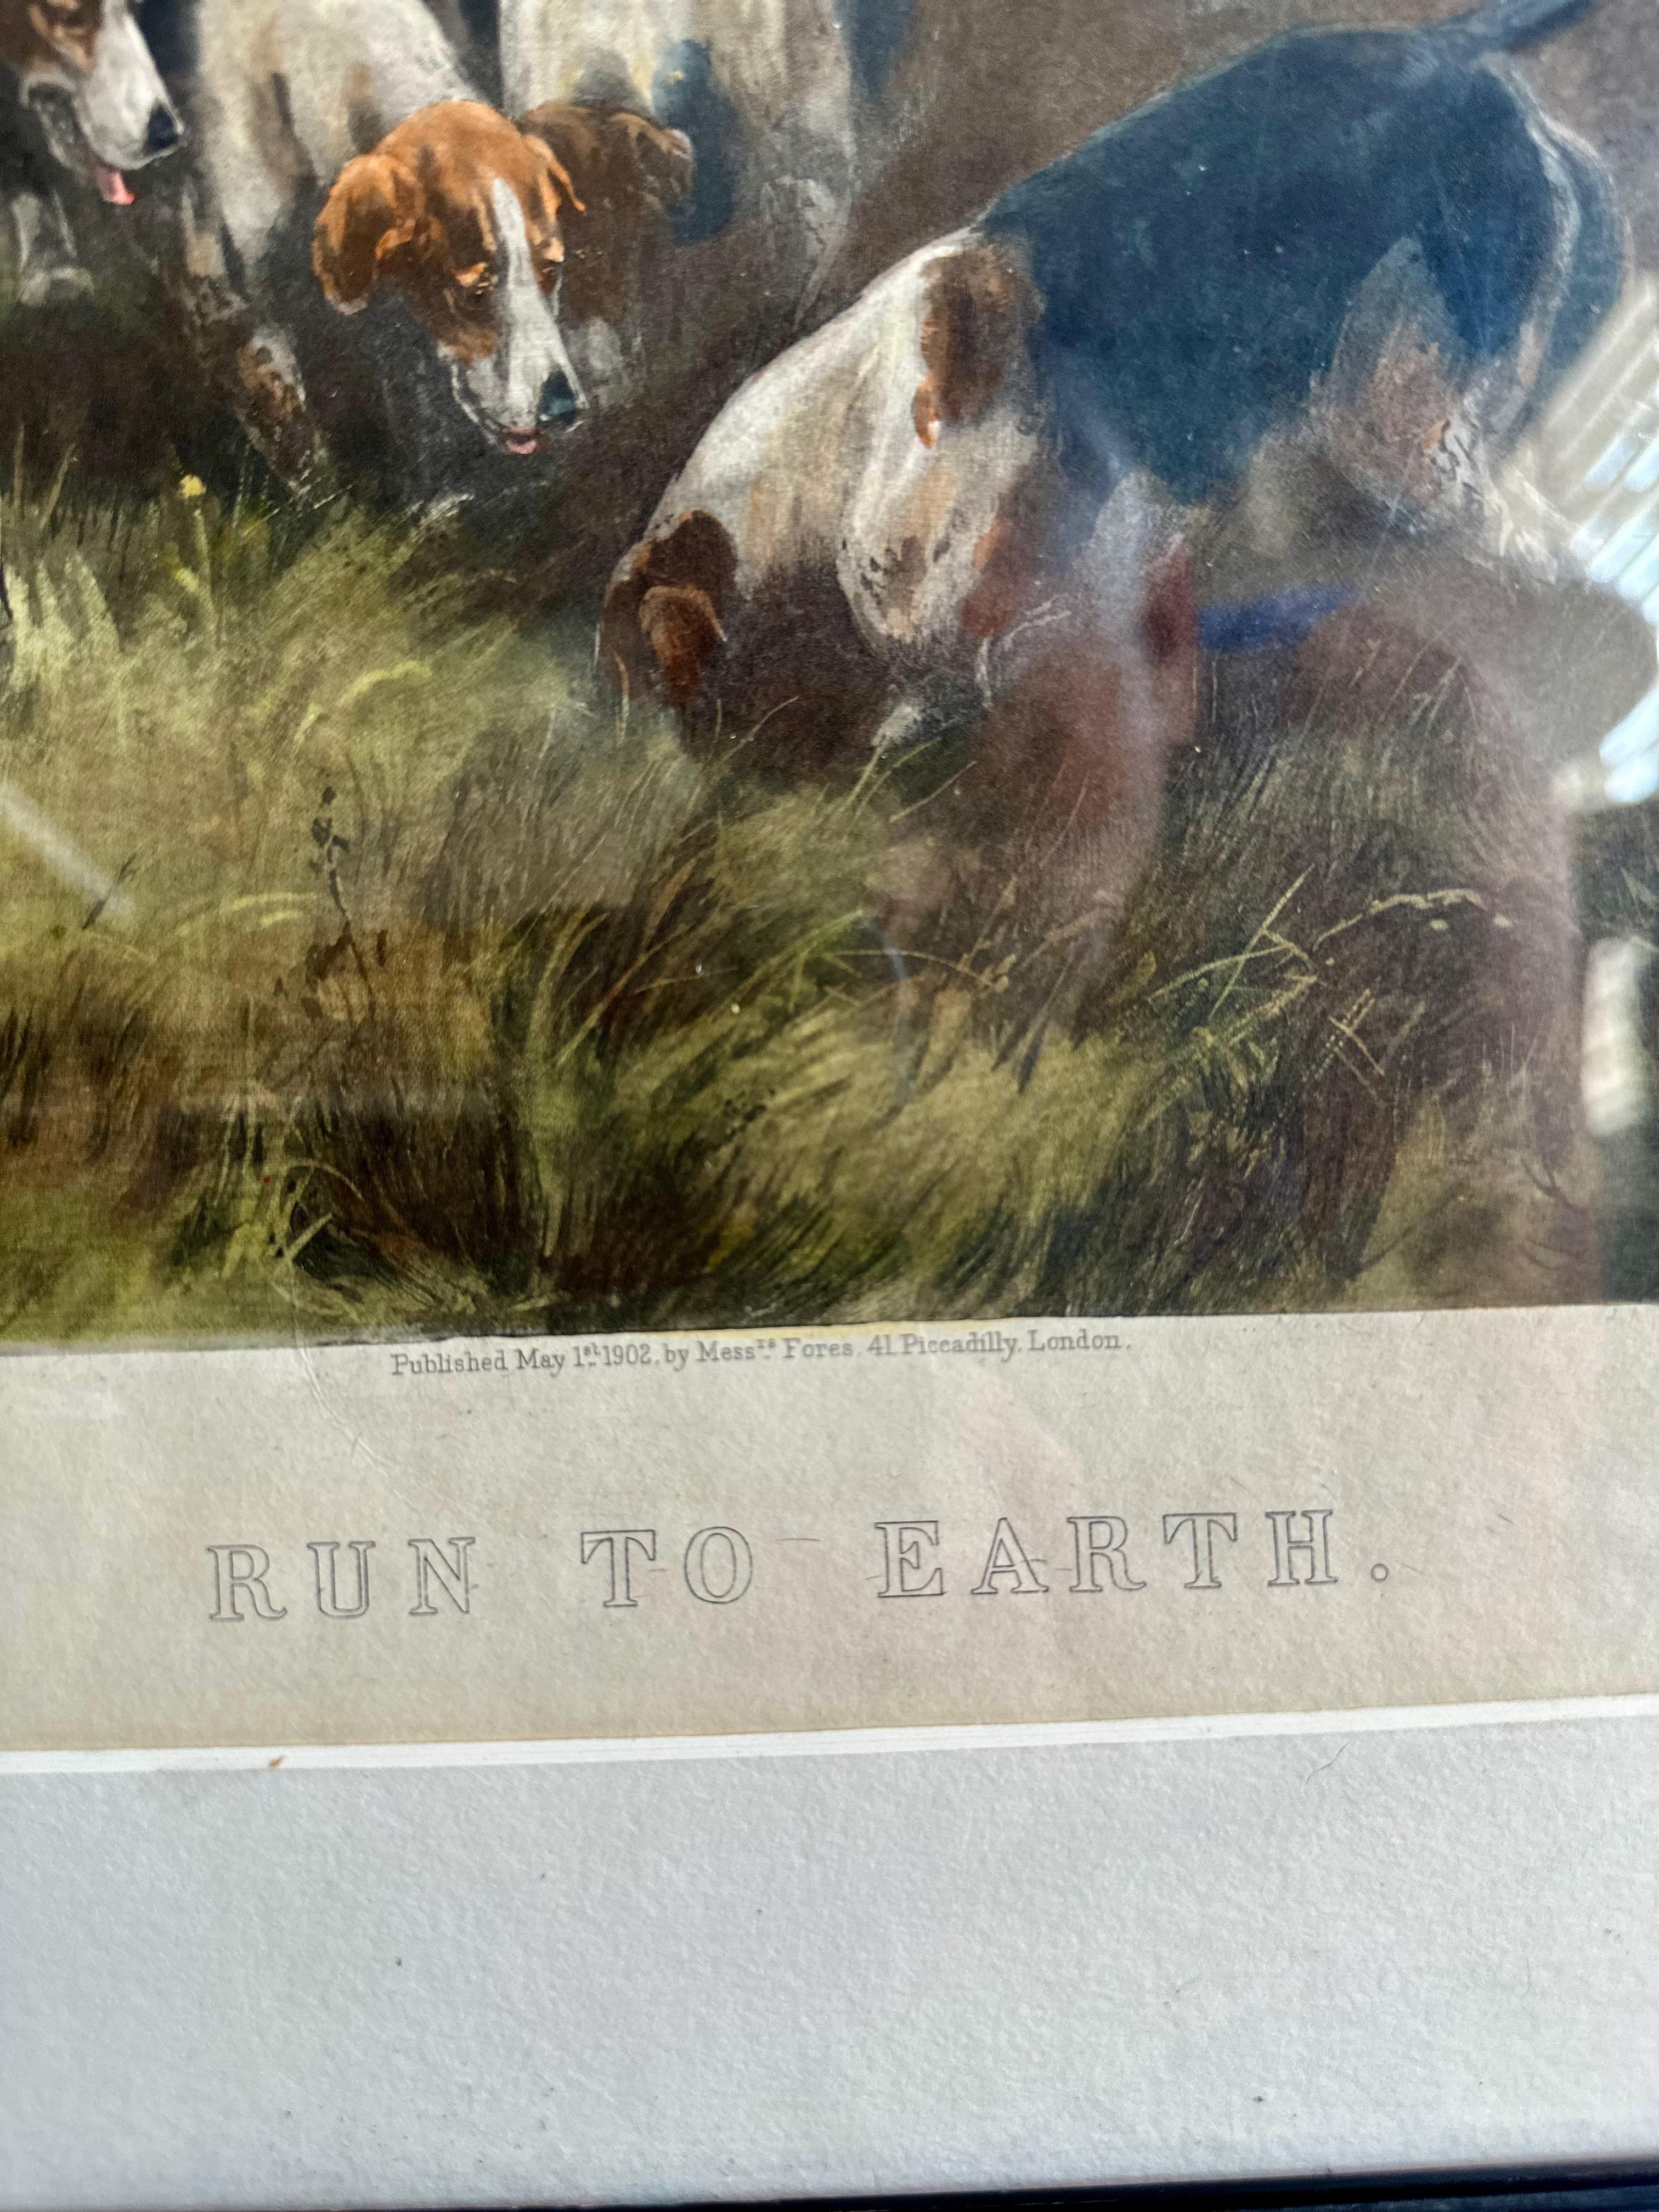 Published May 1st 1902, by Messrs Fores, 41 Piccadilly, London.
RUN TO EARTH.